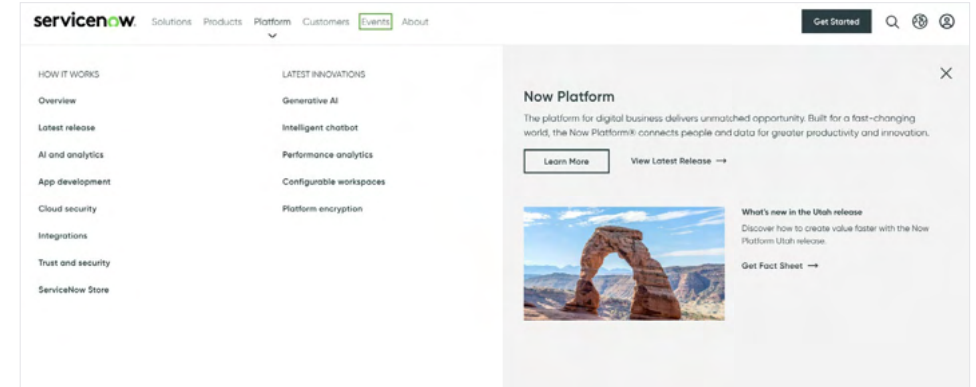 servicenow.
Solutions Products Platform Customers Events About
Get Started
HOW IT WORKS
Overview
Latest release
AI and analytics
App development
Cloud security
Integrations
Trust and security
ServiceNow Store
LATEST INNOVATIONS
Generative AI
Intelligent chatbot
Performance analytics
Configurable workspaces
Platform encryption
Now Platform
The platform for digital business delivers unmatched opportunity. Built for a fast-changing
world, the Now Platform® connects people and data for greater productivity and innovation.
Learn More
View Latest Release →
What's new in the Utah release
Discover how to create value faster with the Now
Platform Utah release.
Get Fact Sheet →